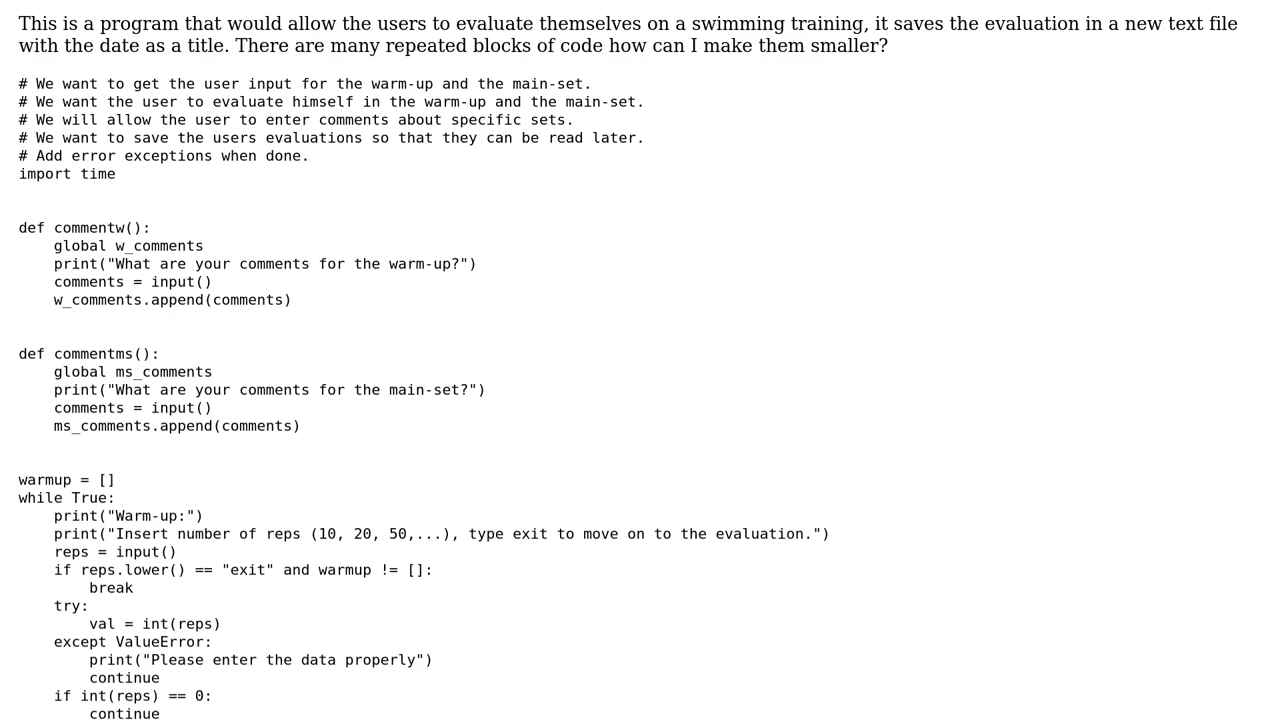 This is a program that would allow the users to evaluate themselves on a swimming training, it saves the evaluation in a new text file
with the date as a title. There are many repeated blocks of code how can I make them smaller?
# We want to get the user input for the warm-up and the main-set.
# We want the user to evaluate himself in the warm-up and the main-set.
# We will allow the user to enter comments about specific sets.
# We want to save the users evaluations so that they can be read later.
# Add error exceptions when done.
import time
def commentw():
    global w_comments
    print("What are your comments for the warm-up?")
    comments = input()
    w_comments.append(comments)
def commentms():
    global ms_comments
    print("What are your comments for the main-set?")
    comments = input()
    ms_comments.append(comments)
warmup = []
while True:
    print("Warm-up:")
    print("Insert number of reps (10, 20, 50,...), type exit to move on to the evaluation.")
    reps = input()
    if reps.lower() == "exit" and warmup != []:
        break
    try:
        val = int(reps)
    except ValueError:
        print("Please enter the data properly")
        continue
    if int(reps) == 0:
        continue